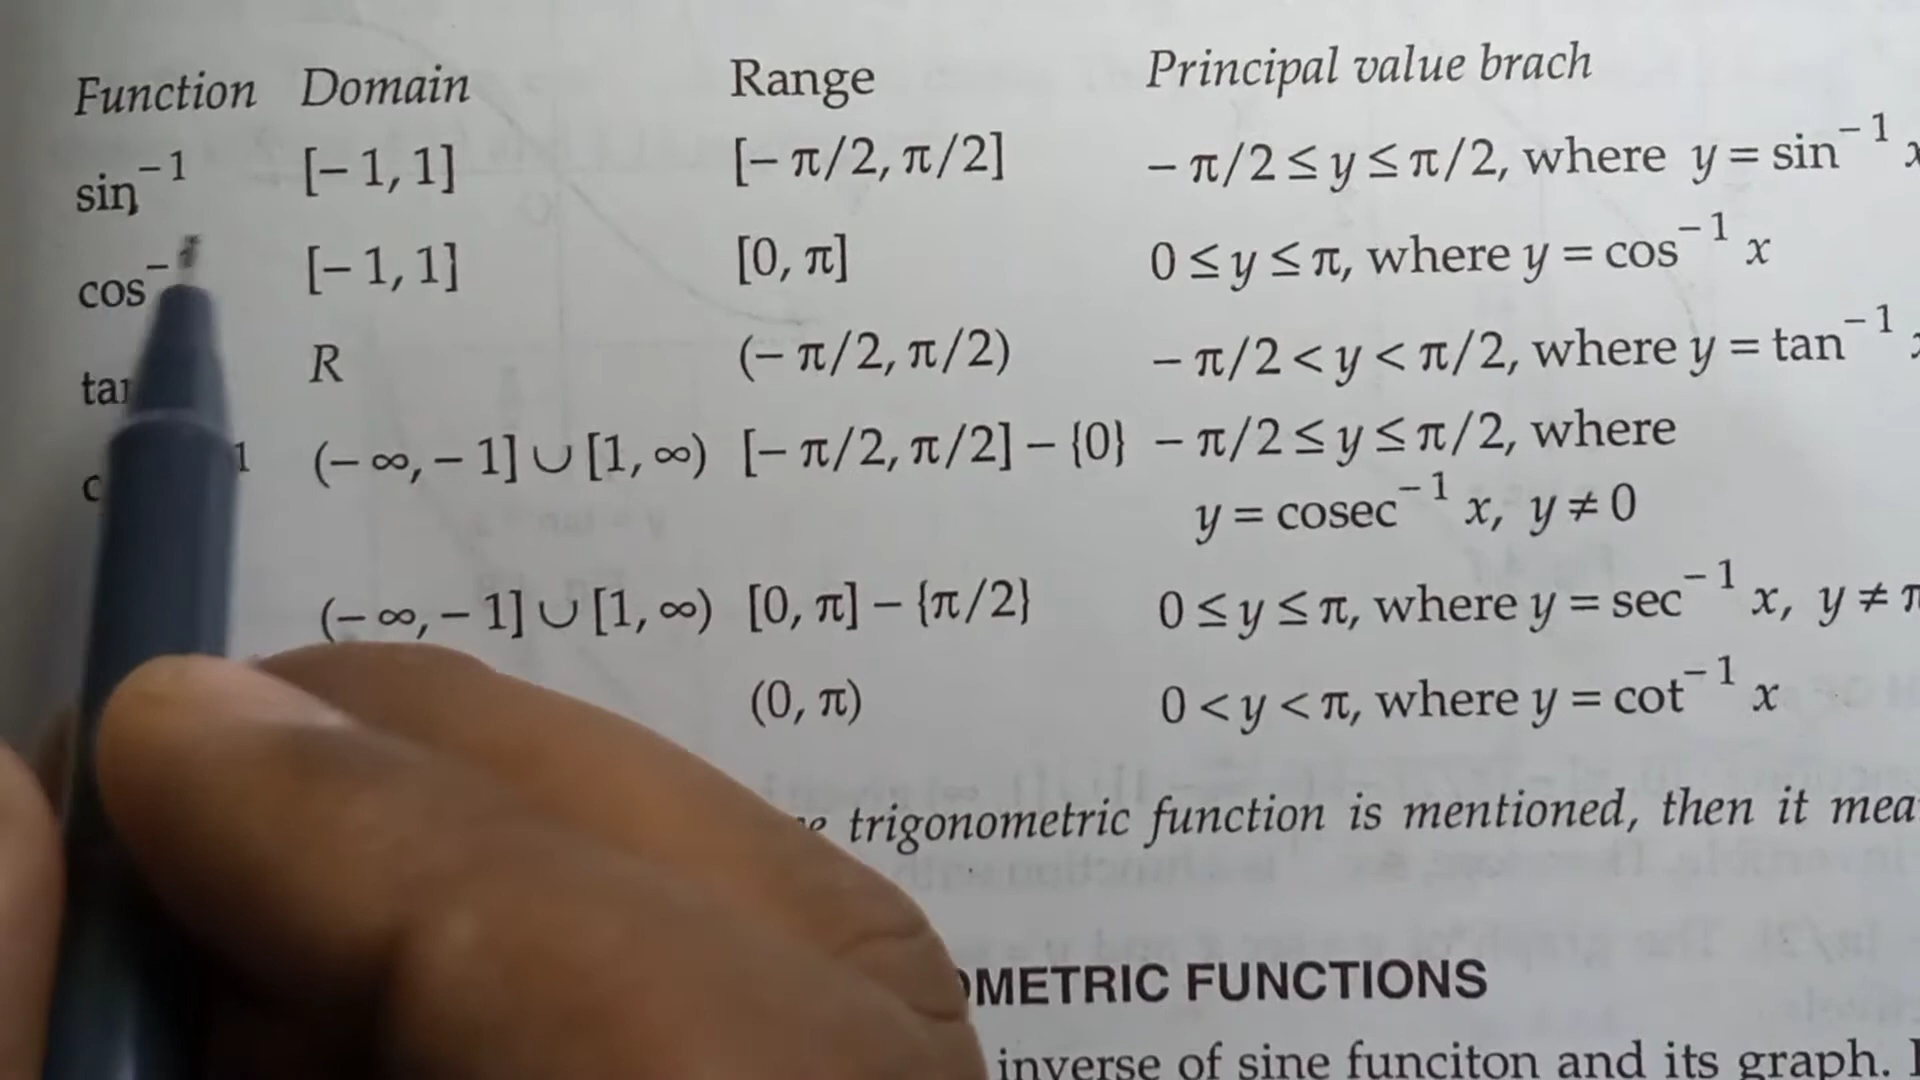 Function Domain Range Principal value brach
sin⁻¹ [– 1, 1] [– π/2, π/2] – π/2 ≤ y ≤ π/2, where y = sin⁻¹
cos⁻ [– 1, 1] [0, π] 0 ≤ y ≤ π, where y = cos⁻¹ x
R (– π/2, π/2) – π/2 < y < π/2, where y = tan⁻¹
(– ∞, – 1] ∪ [1, ∞) [– π/2, π/2] – {0} – π/2 ≤ y ≤ π/2, where
y = cosec⁻¹ x, y ≠ 0
(– ∞, – 1] ∪ [1, ∞) [0, π] – {π/2} 0 ≤ y ≤ π, where y = sec⁻¹ x, y ≠ π
(0, π) 0 < y < π, where y = cot⁻¹ x
trigonometric function is mentioned, then it mea
OMETRIC FUNCTIONS
inverse of sine funciton and its graph.